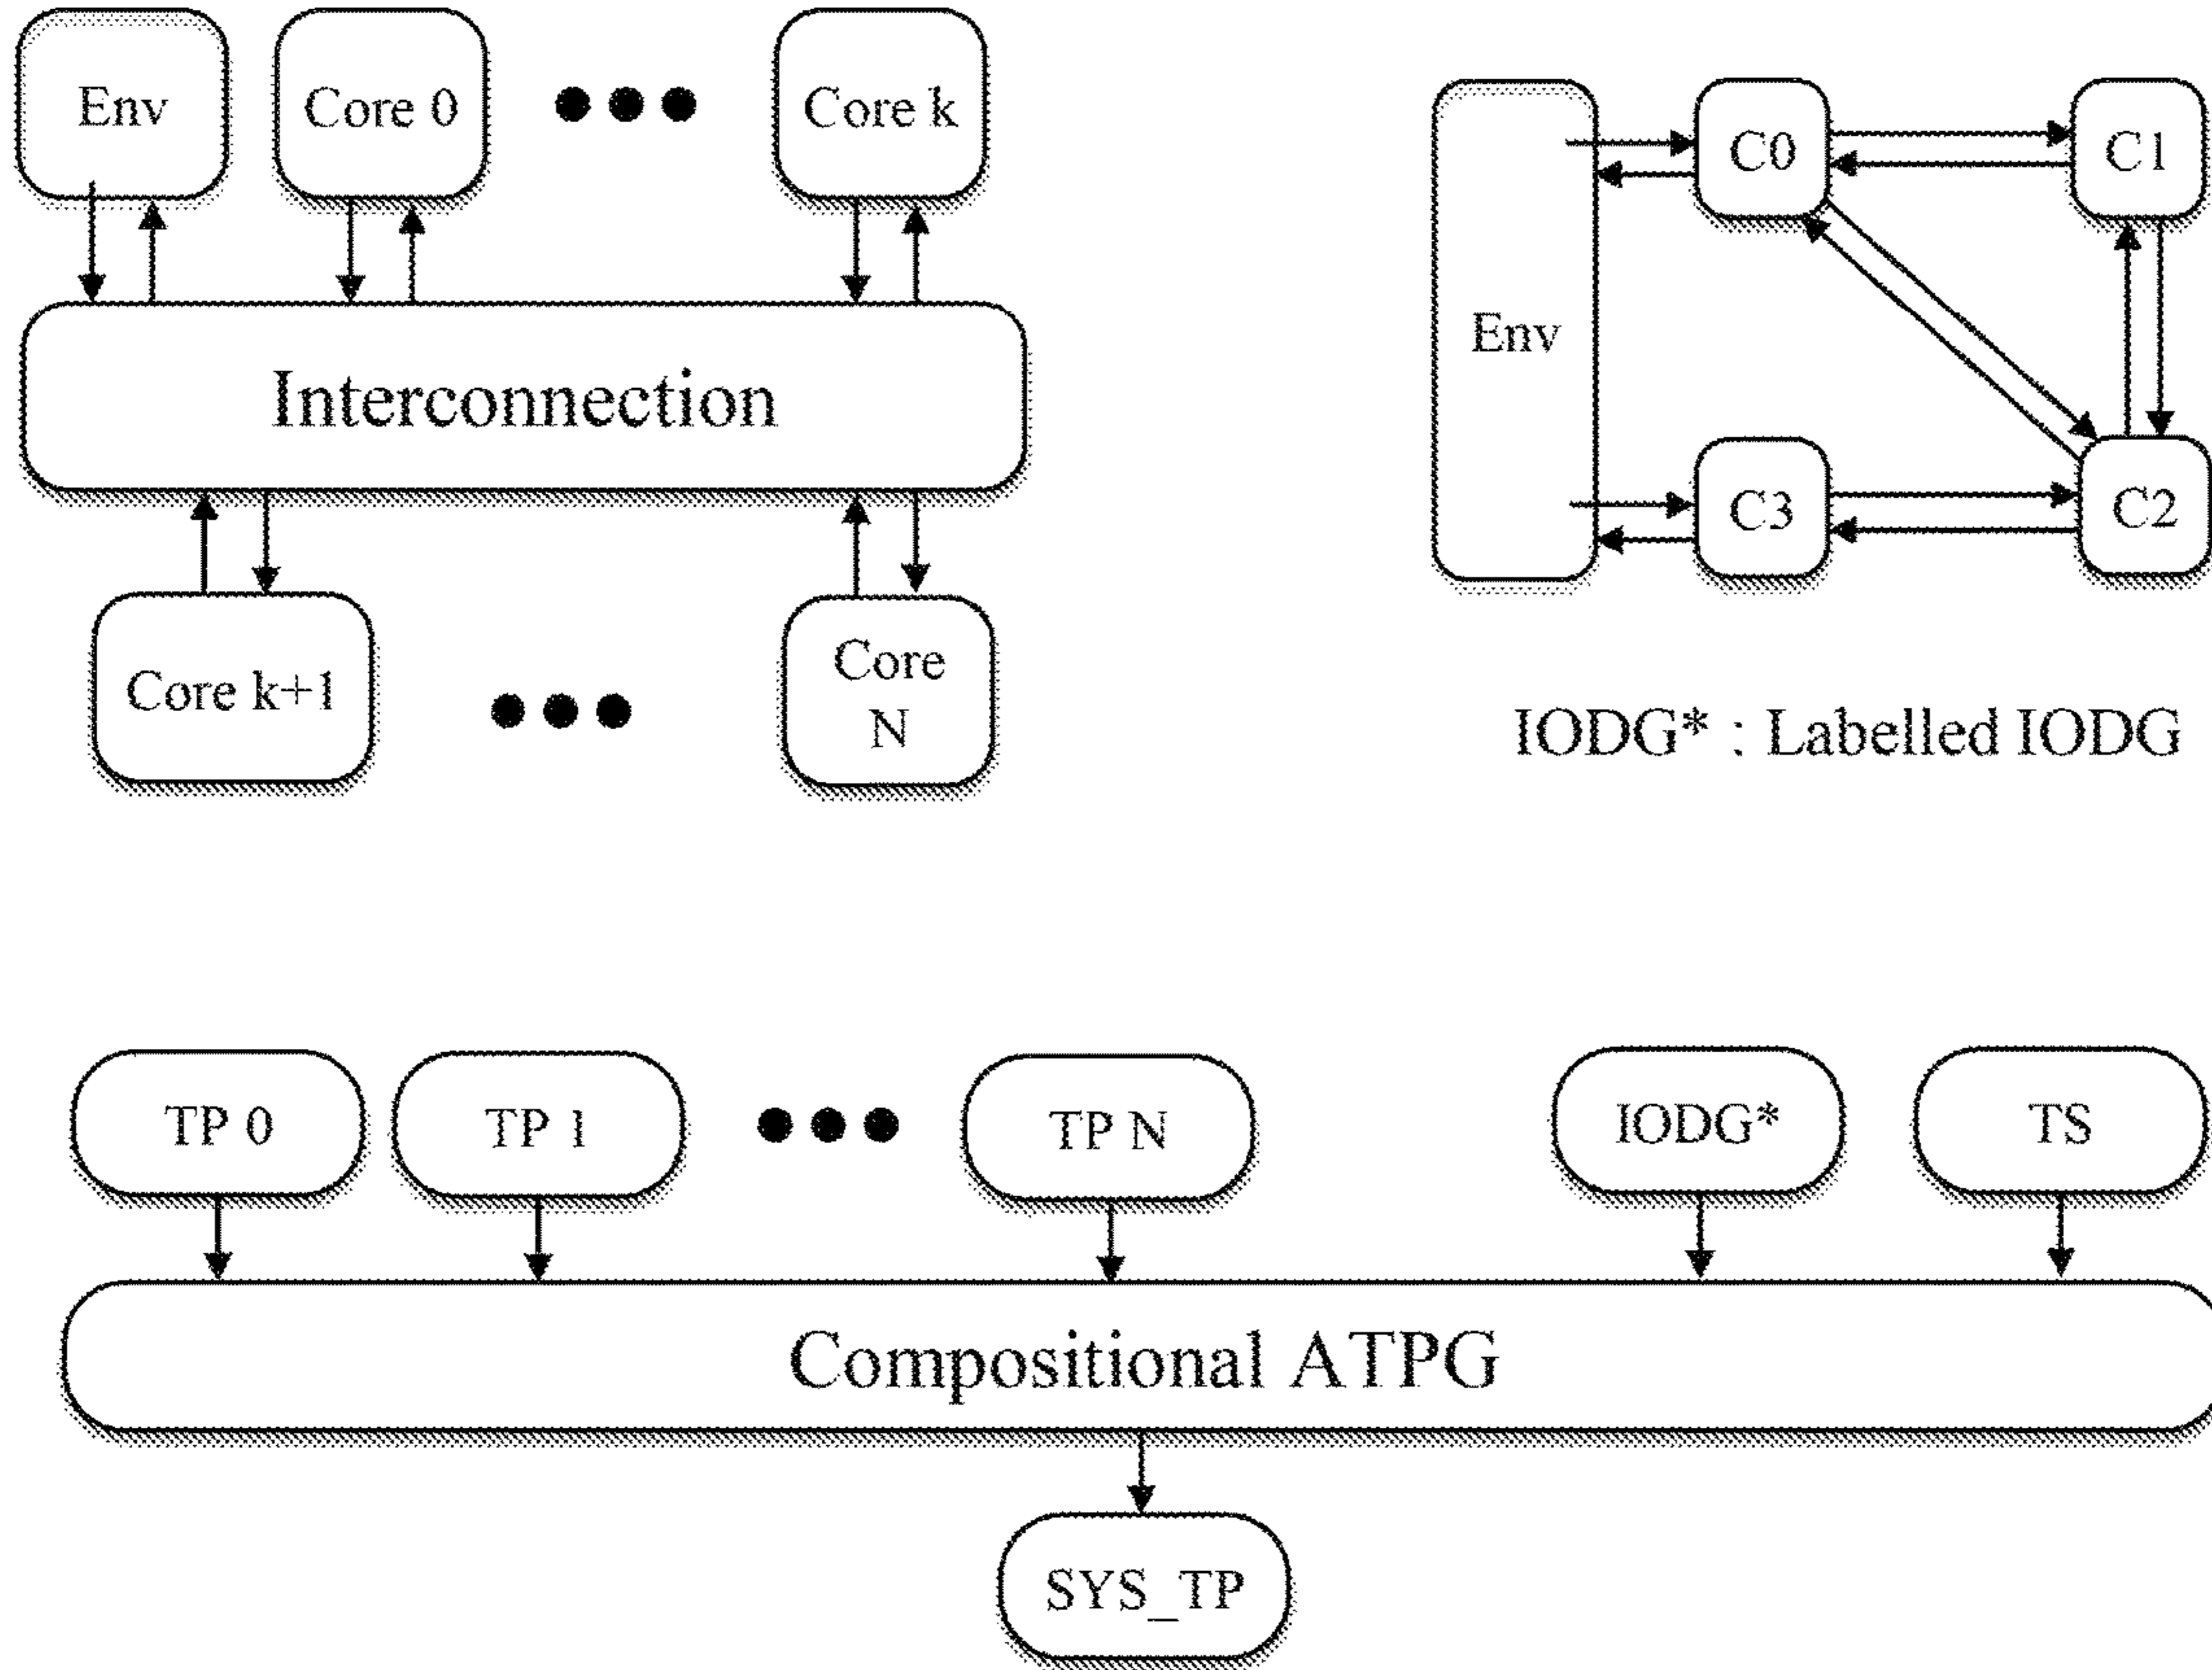 Env
Core 0
Core k
Interconnection
Core k+1
Core
N
Env
C0
C1
C3
C2
IODG* : Labelled IODG
TP 0
TP 1
TP N
IODG*
TS
Compositional ATPG
SYS_TP